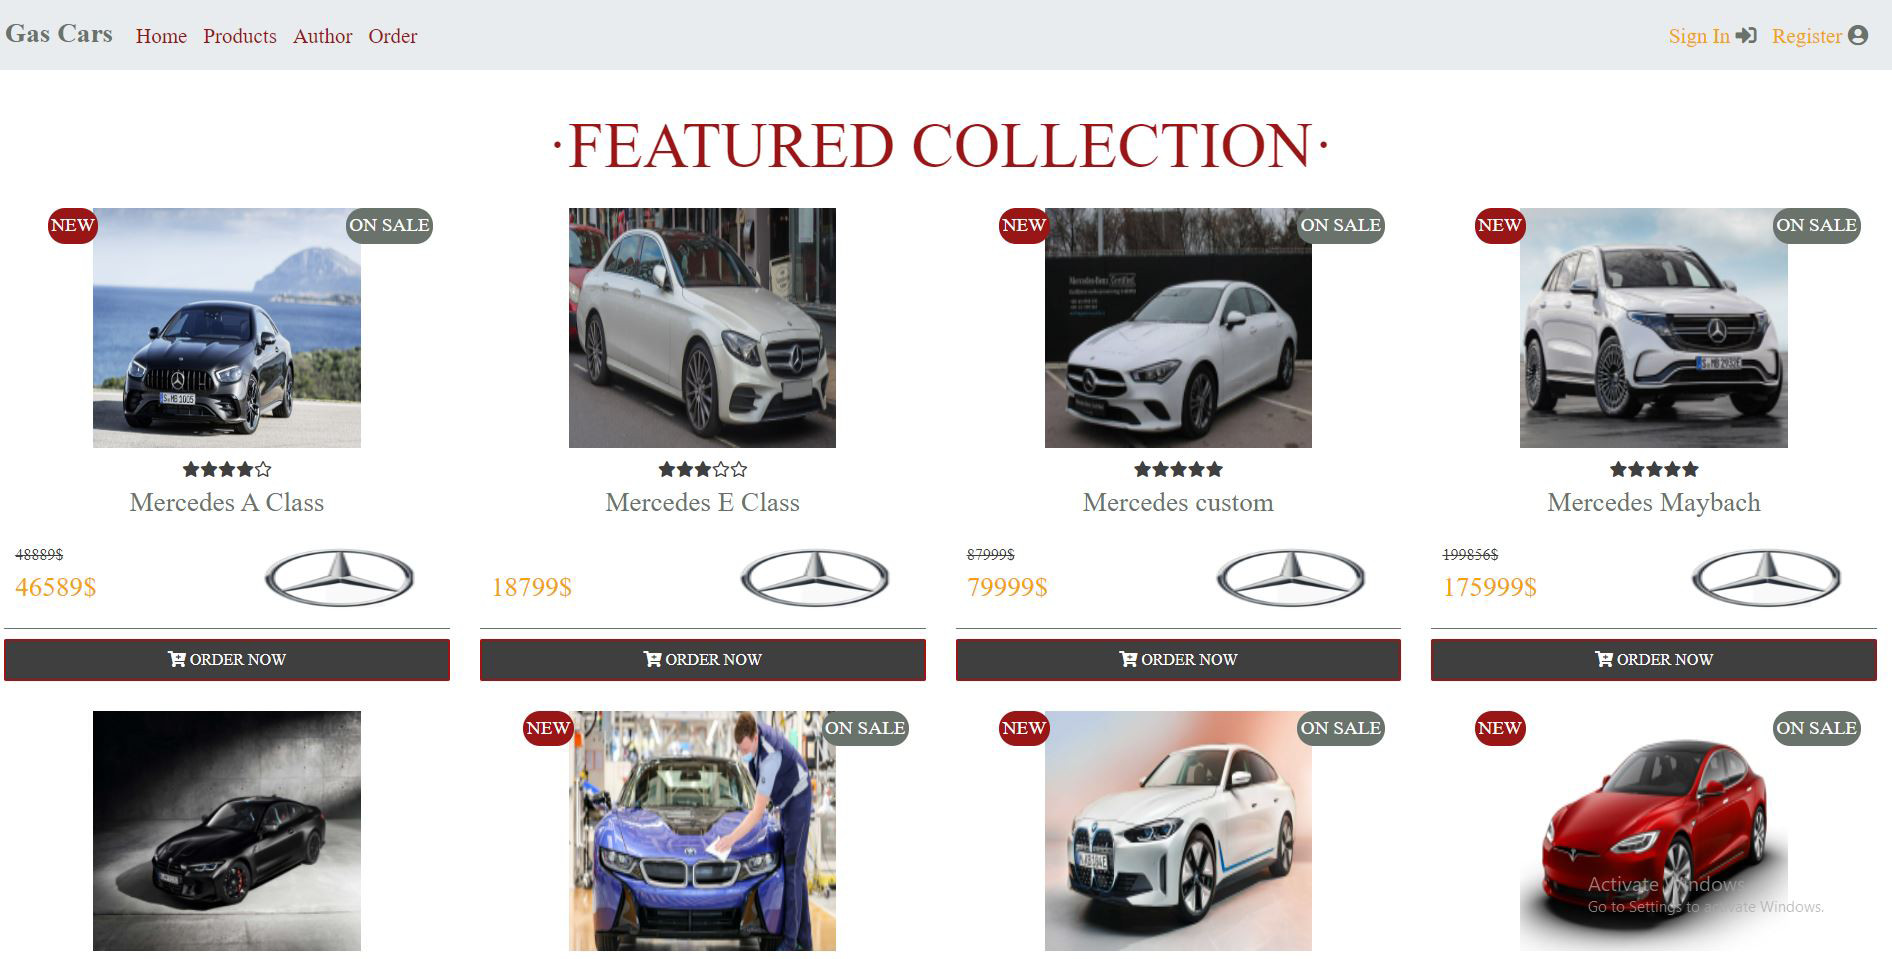 Gas Cars Home Products Author Order Sign In Register
·FEATURED COLLECTION·
NEW ON SALE NEW ON SALE NEW ON SALE
Mercedes A Class Mercedes E Class Mercedes custom Mercedes Maybach
48889$ 87999$ 199856$
46589$ 18799$ 79999$ 175999$
ORDER NOW ORDER NOW ORDER NOW ORDER NOW
NEW ON SALE NEW ON SALE NEW ON SALE
Activate Windows
Go to Settings to activate Windows.